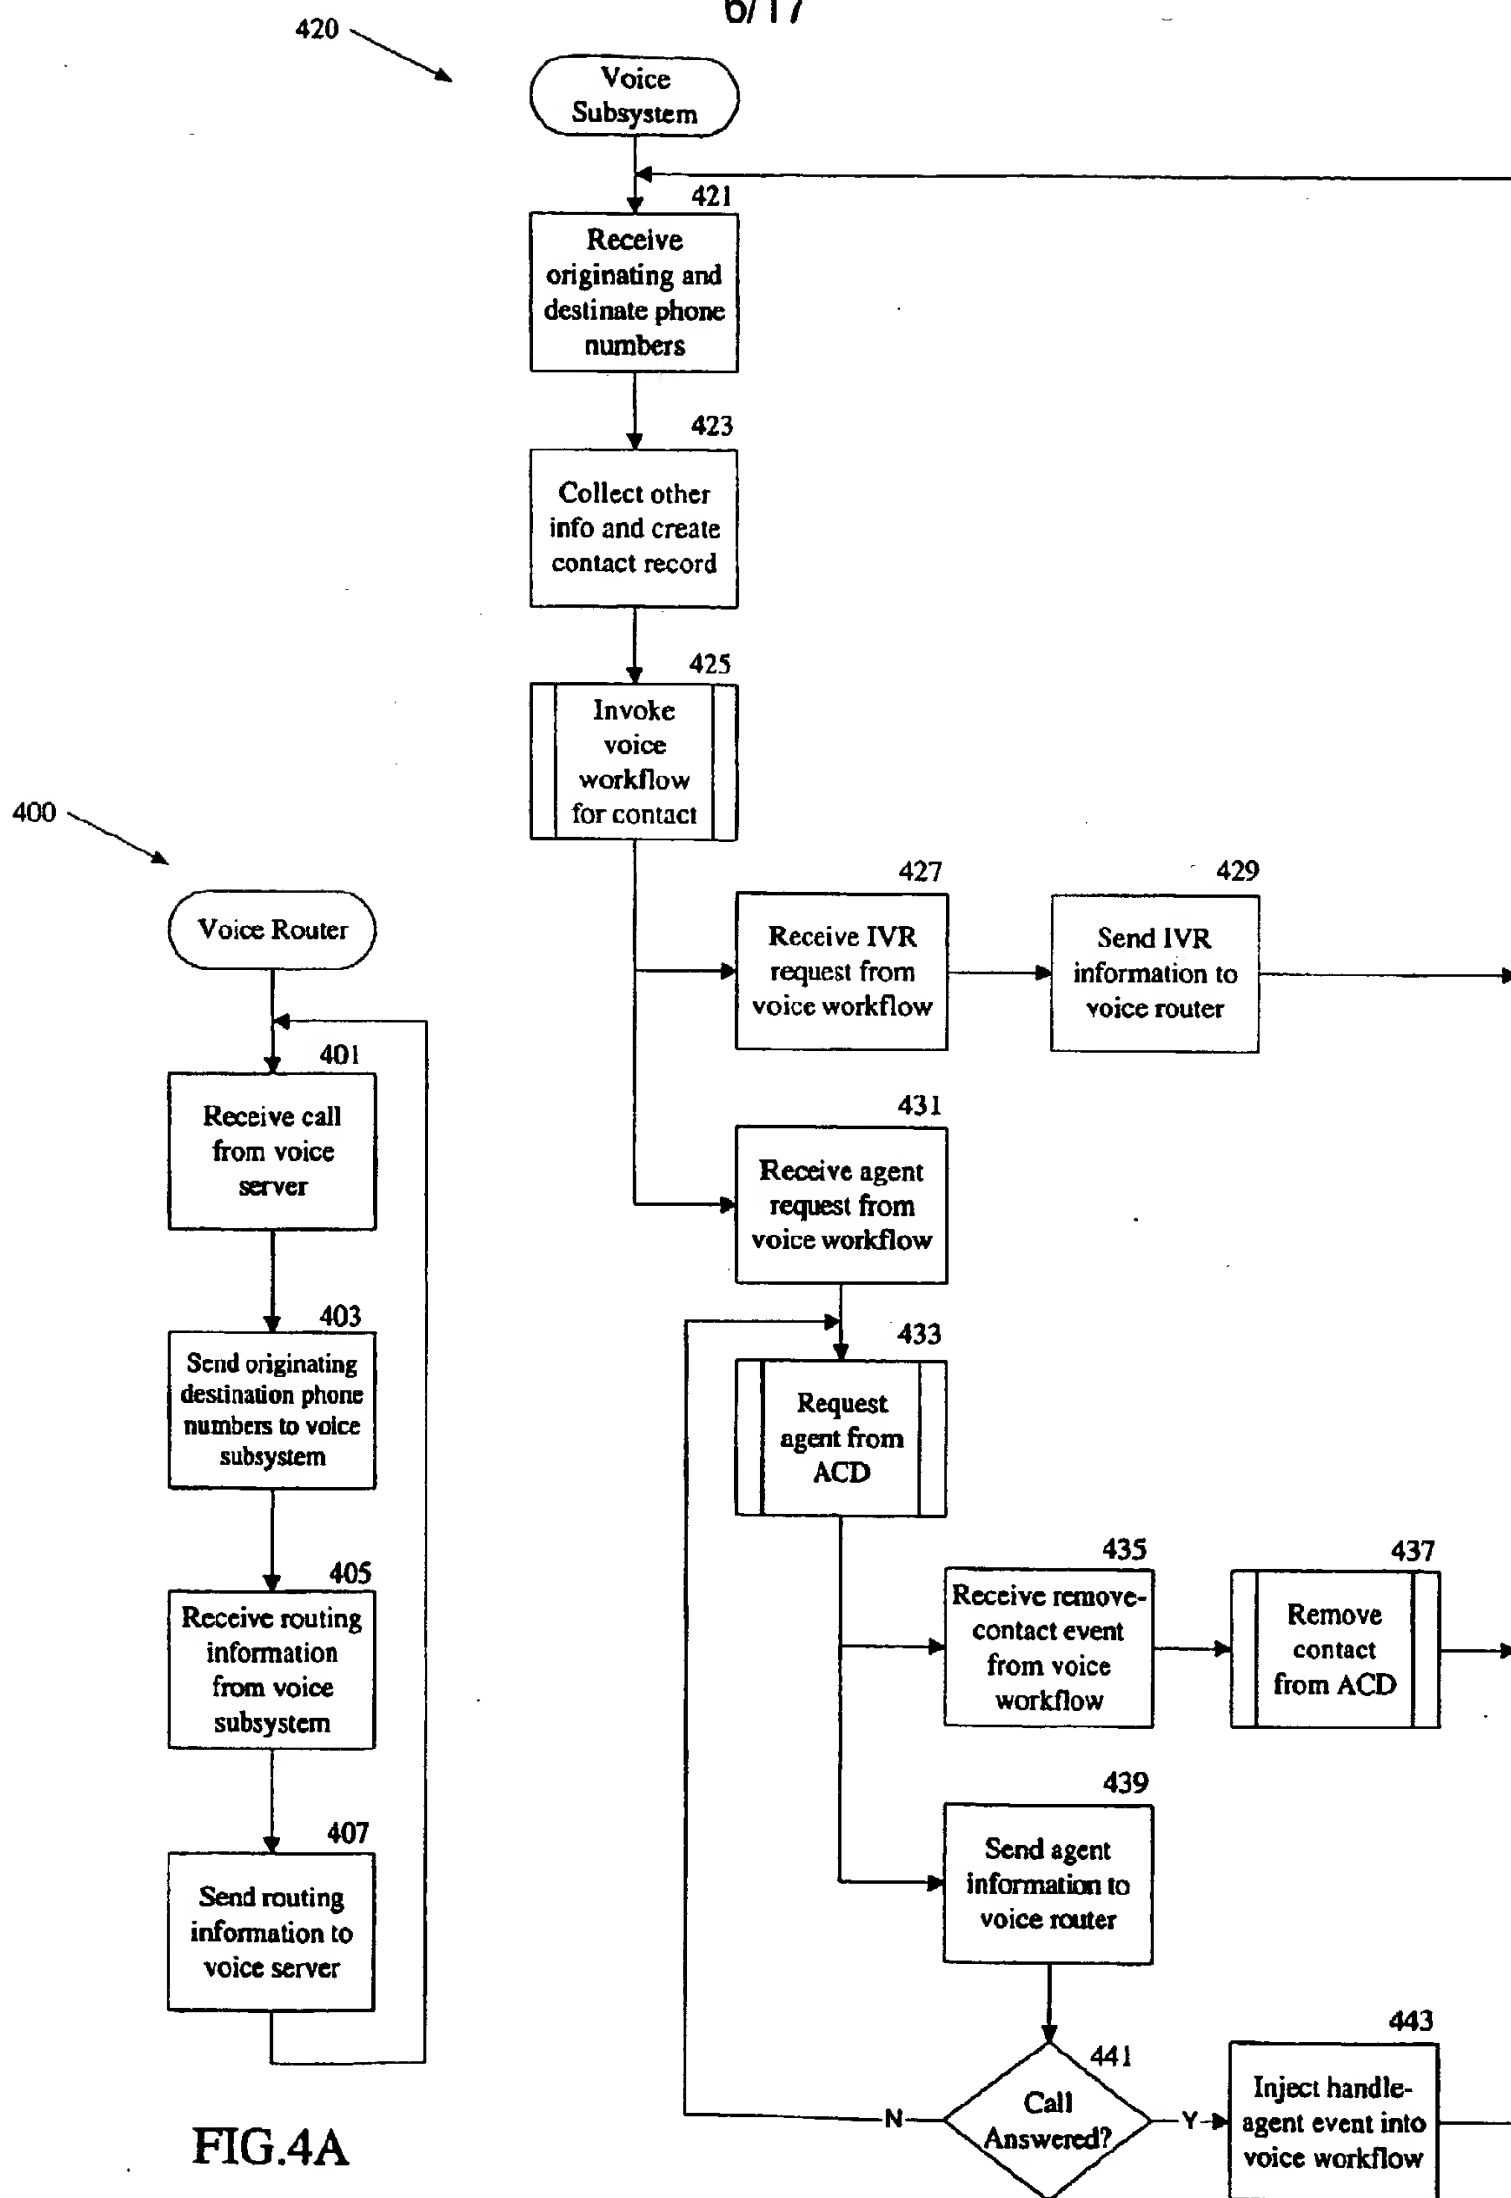 6/17
420
Voice
Subsystem
421
Receive
originating and
destinate phone
numbers
423
Collect other
info and create
contact record
425
Invoke
voice
workflow
for contact
427
Receive IVR
request from
voice workflow
429
Send IVR
information to
voice router
431
Receive agent
request from
voice workflow
433
Request
agent from
ACD
435
Receive remove-
contact event
from voice
workflow
437
Remove
contact
from ACD
439
Send agent
information to
voice router
441
Call
Answered?
N
Y
443
Inject handle-
agent event into
voice workflow
400
Voice Router
401
Receive call
from voice
server
403
Send originating
destination phone
numbers to voice
subsystem
405
Receive routing
information
from voice
subsystem
407
Send routing
information to
voice server
FIG.4A